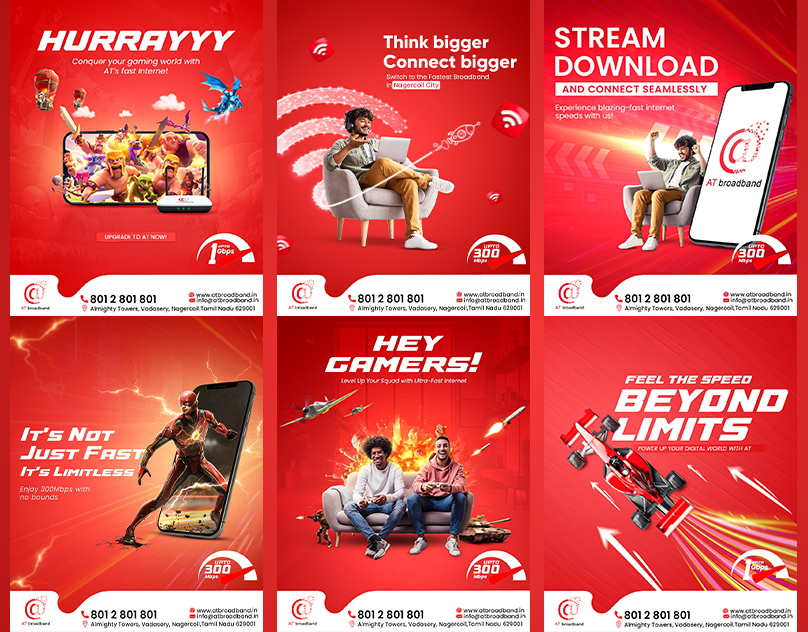 HURRAYYY
Conquer your gaming world with
AT's fast Internet
AT broadband
UPGRADE TO AT NOW!
UPTO
1 Gbps
AT broadband
801 2 801 801
www.atbroadband.in
info@atbroadband.in
Almighty Towers, Vadasery, Nagercoil,Tamil Nadu 629001
Think bigger
Connect bigger
Switch to the Fastest Broadband
in Nagercoil City
UPTO
300
Mbps
AT broadband
801 2 801 801
www.atbroadband.in
info@atbroadband.in
Almighty Towers, Vadasery, Nagercoil,Tamil Nadu 629001
STREAM
DOWNLOAD
AND CONNECT SEAMLESSLY
Experience blazing-fast internet
speeds with us!
AT broadband
UPTO
300
Mbps
AT broadband
801 2 801 801
www.atbroadband.in
info@atbroadband.in
Almighty Towers, Vadasery, Nagercoil,Tamil Nadu 629001
It's Not
Just Fast
It's Limitless
Enjoy 300Mbps with
no bounds
UPTO
300
Mbps
AT broadband
801 2 801 801
www.atbroadband.in
info@atbroadband.in
Almighty Towers, Vadasery, Nagercoil,Tamil Nadu 629001
HEY
GAMERS!
Level Up Your Squad with Ultra-Fast Internet
UPTO
300
Mbps
AT broadband
801 2 801 801
www.atbroadband.in
info@atbroadband.in
Almighty Towers, Vadasery, Nagercoil,Tamil Nadu 629001
FEEL THE SPEED
BEYOND
LIMITS
POWER UP YOUR DIGITAL WORLD WITH AT
UPTO
1 Gbps
AT broadband
801 2 801 801
www.atbroadband.in
info@atbroadband.in
Almighty Towers, Vadasery, Nagercoil,Tamil Nadu 629001